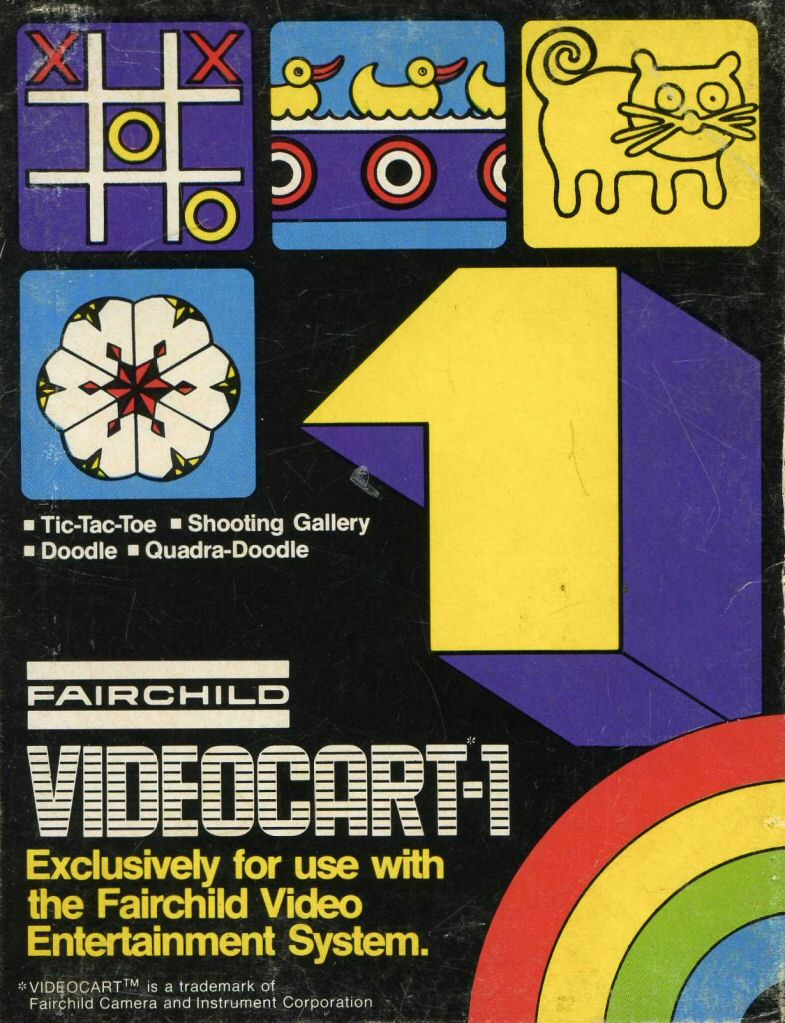 X X
O
O
1
▪ Tic-Tac-Toe ▪ Shooting Gallery
▪ Doodle ▪ Quadra-Doodle
FAIRCHILD
VIDEOCART*-1
Exclusively for use with
the Fairchild Video
Entertainment System.
*VIDEOCART™ is a trademark of
Fairchild Camera and Instrument Corporation